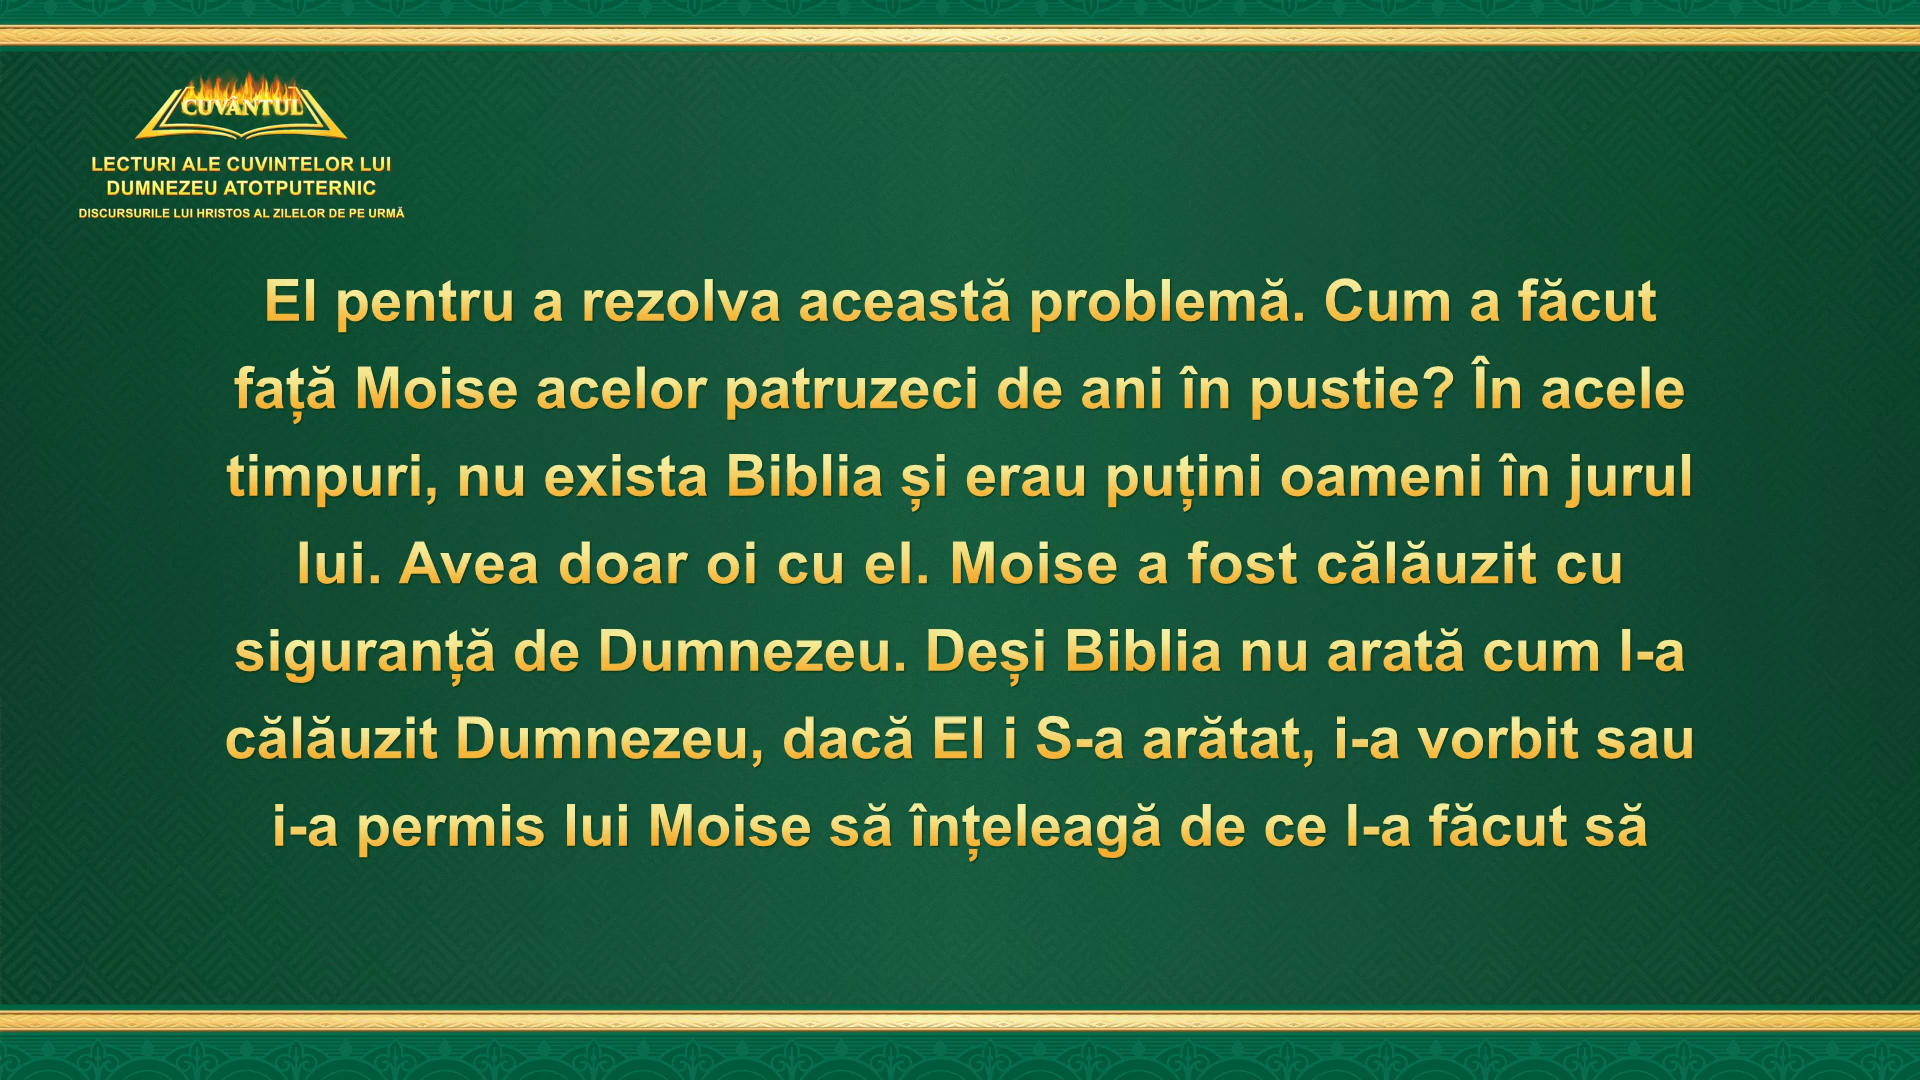 CUVÂNTUL
LECTURI ALE CUVINTELOR LUI
DUMNEZEU ATOTPUTERNIC
DISCURSURILE LUI HRISTOS AL ZILELOR DE PE URMĂ
El pentru a rezolva această problemă. Cum a făcut
față Moise acelor patruzeci de ani în pustie? În acele
timpuri, nu exista Biblia și erau puțini oameni în jurul
lui. Avea doar oi cu el. Moise a fost călăuzit cu
siguranță de Dumnezeu. Deși Biblia nu arată cum l-a
călăuzit Dumnezeu, dacă El i S-a arătat, i-a vorbit sau
i-a permis lui Moise să înțeleagă de ce l-a făcut să